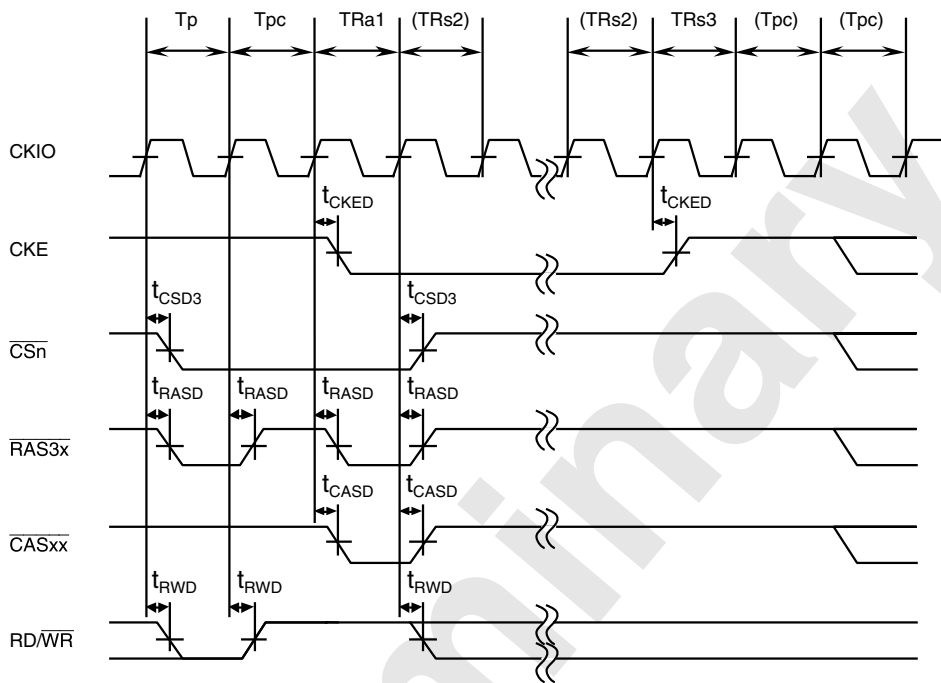 Tp Tpc TRa1 (TRs2) (TRs2) TRs3 (Tpc) (Tpc)
CKIO
tCKED tCKED
CKE
tCSD3 tCSD3
CSn
tRASD tRASD tRASD tRASD
RAS3x
tCASD tCASD
CASxx
tRWD tRWD tRWD
RD/WR
minary